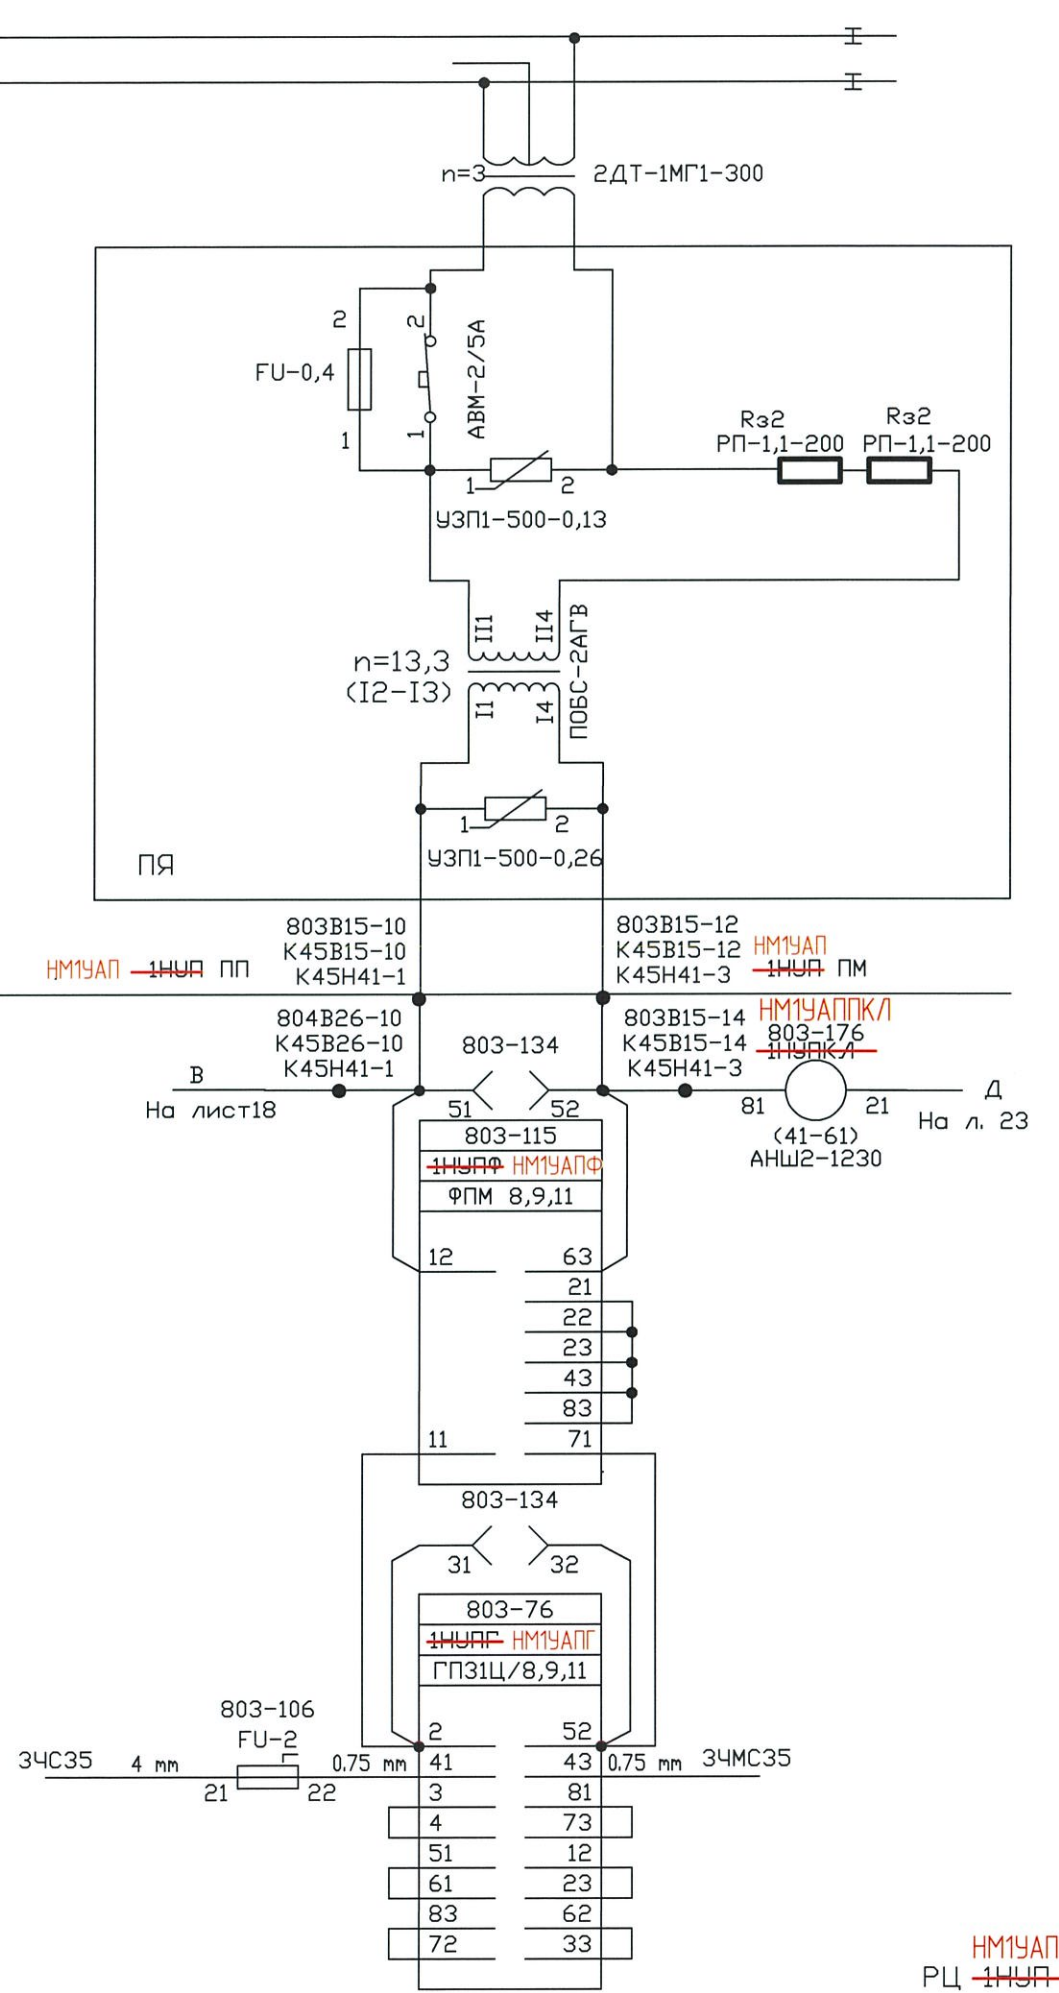 n=3 2ДТ-1МГ1-300
2 2
FU-0,4 АВМ-2/5А
1 1
Rз2 Rз2
РП-1,1-200 РП-1,1-200
1 2
УЗП1-500-0,13
II1 II4
n=13,3
(I2-I3)
ПОБС-2АГВ
I1 I4
1 2
УЗП1-500-0,26
ПЯ
803В15-10 803В15-12
К45В15-10 К45В15-12 НМ1УАП
НМ1УАП 1НУП ПП К45Н41-1 К45Н41-3 1НУП ПМ
804В26-10 803В15-14 НМ1УАППКЛ
К45В26-10 803-134 К45В15-14 803-176
К45Н41-1 К45Н41-3 1НУПКЛ
В Д
На лист18 51 52 81 21 На л. 23
803-115 (41-61)
1НУПФ НМ1УАПФ АНШ2-1230
ФПМ 8,9,11
12 63
21
22
23
43
83
11 71
803-134
31 32
803-76
1НУПГ НМ1УАПГ
ГП31Ц/8,9,11
803-106
FU-2 2 52
ЗЧС35 4 mm 0.75 mm 41 43 0.75 mm ЗЧМС35
21 22 3 81
4 73
51 12
61 23
83 62
72 33
НМ1УАП
РЦ 1НУП